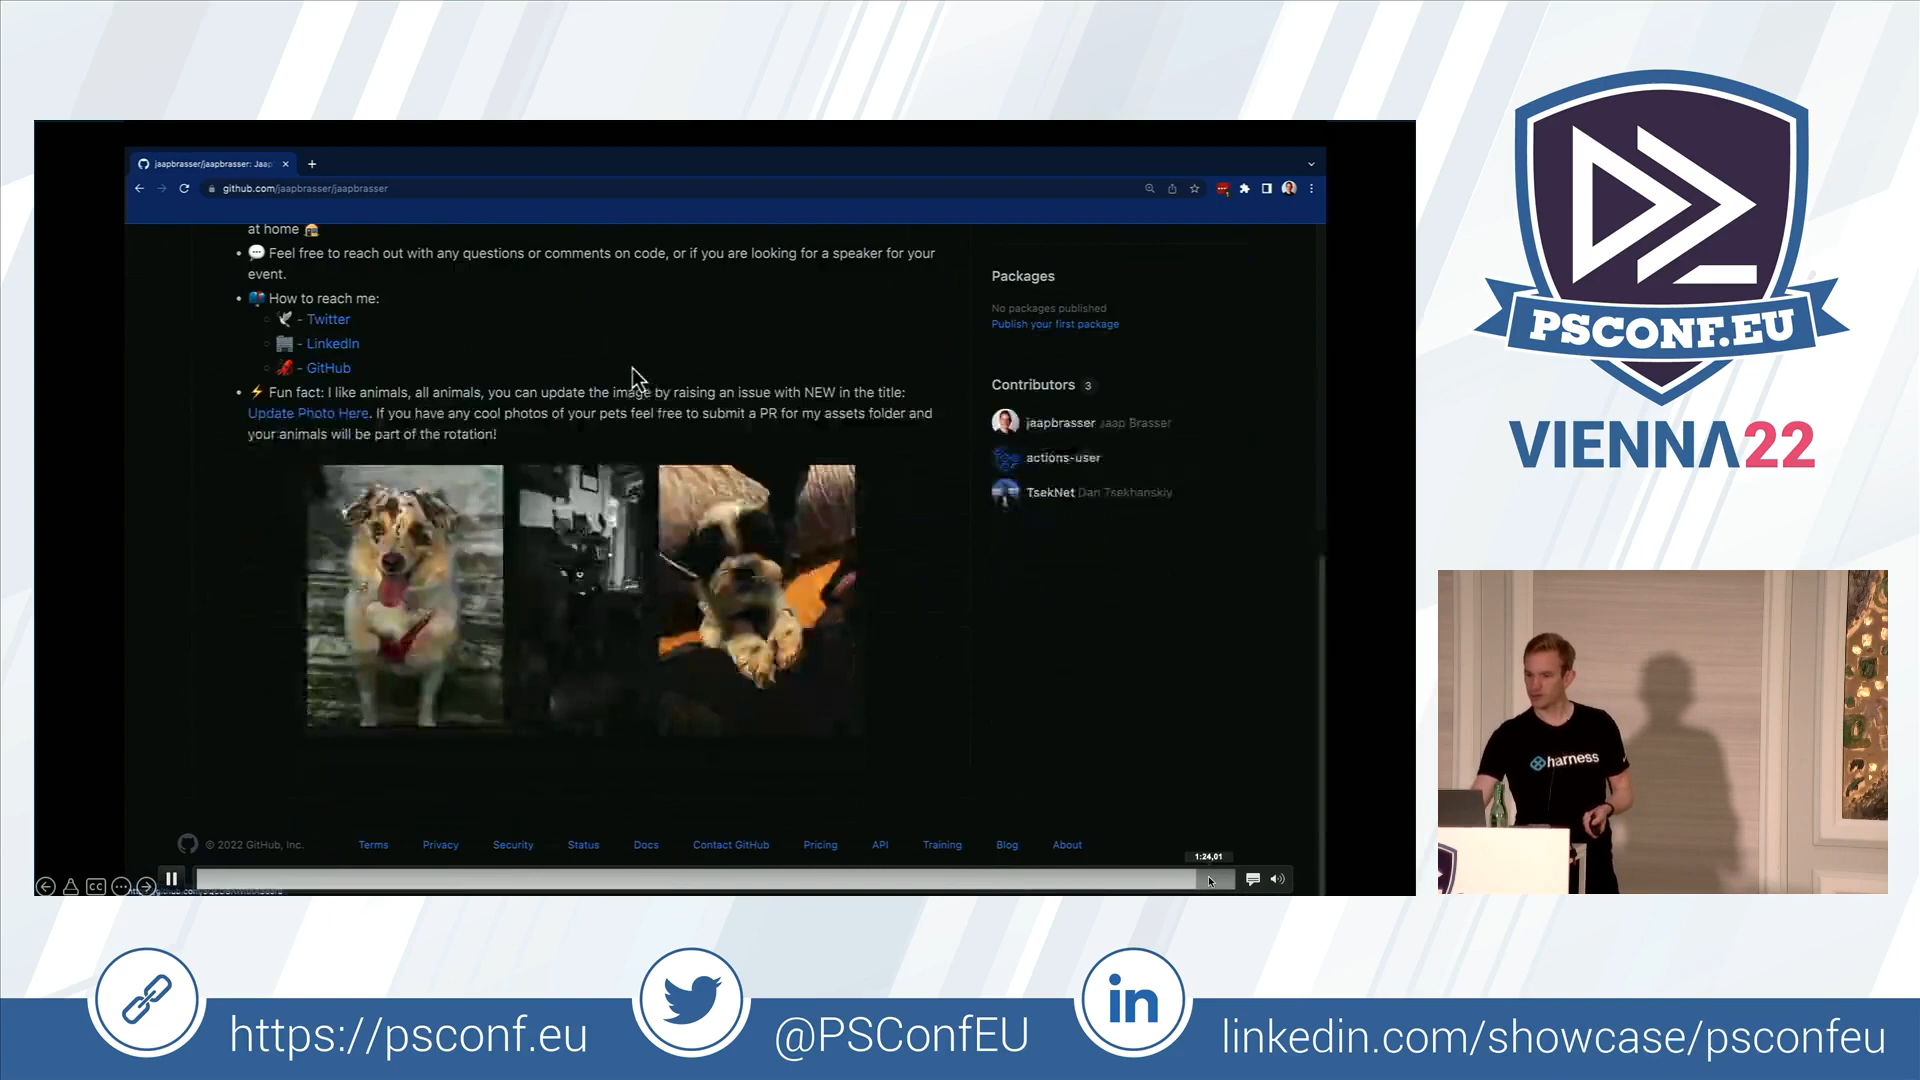 jaapbrasser/jaapbrasser: Jaap
github.com/jaapbrasser/jaapbrasser
at home
Feel free to reach out with any questions or comments on code, or if you are looking for a speaker for your
event.
How to reach me:
- Twitter
- LinkedIn
- GitHub
Fun fact: I like animals, all animals, you can update the image by raising an issue with NEW in the title:
Update Photo Here. If you have any cool photos of your pets feel free to submit a PR for my assets folder and
your animals will be part of the rotation!
Packages
No packages published
Publish your first package
Contributors 3
jaapbrasser Jaap Brasser
actions-user
TsekNet Dan Tsekhanskiy
© 2022 GitHub, Inc.
Terms
Privacy
Security
Status
Docs
Contact GitHub
Pricing
API
Training
Blog
About
1:24,01
CC
PSCONF.EU
VIENNA22
harness
https://psconf.eu
@PSConfEU
in
linkedin.com/showcase/psconfeu